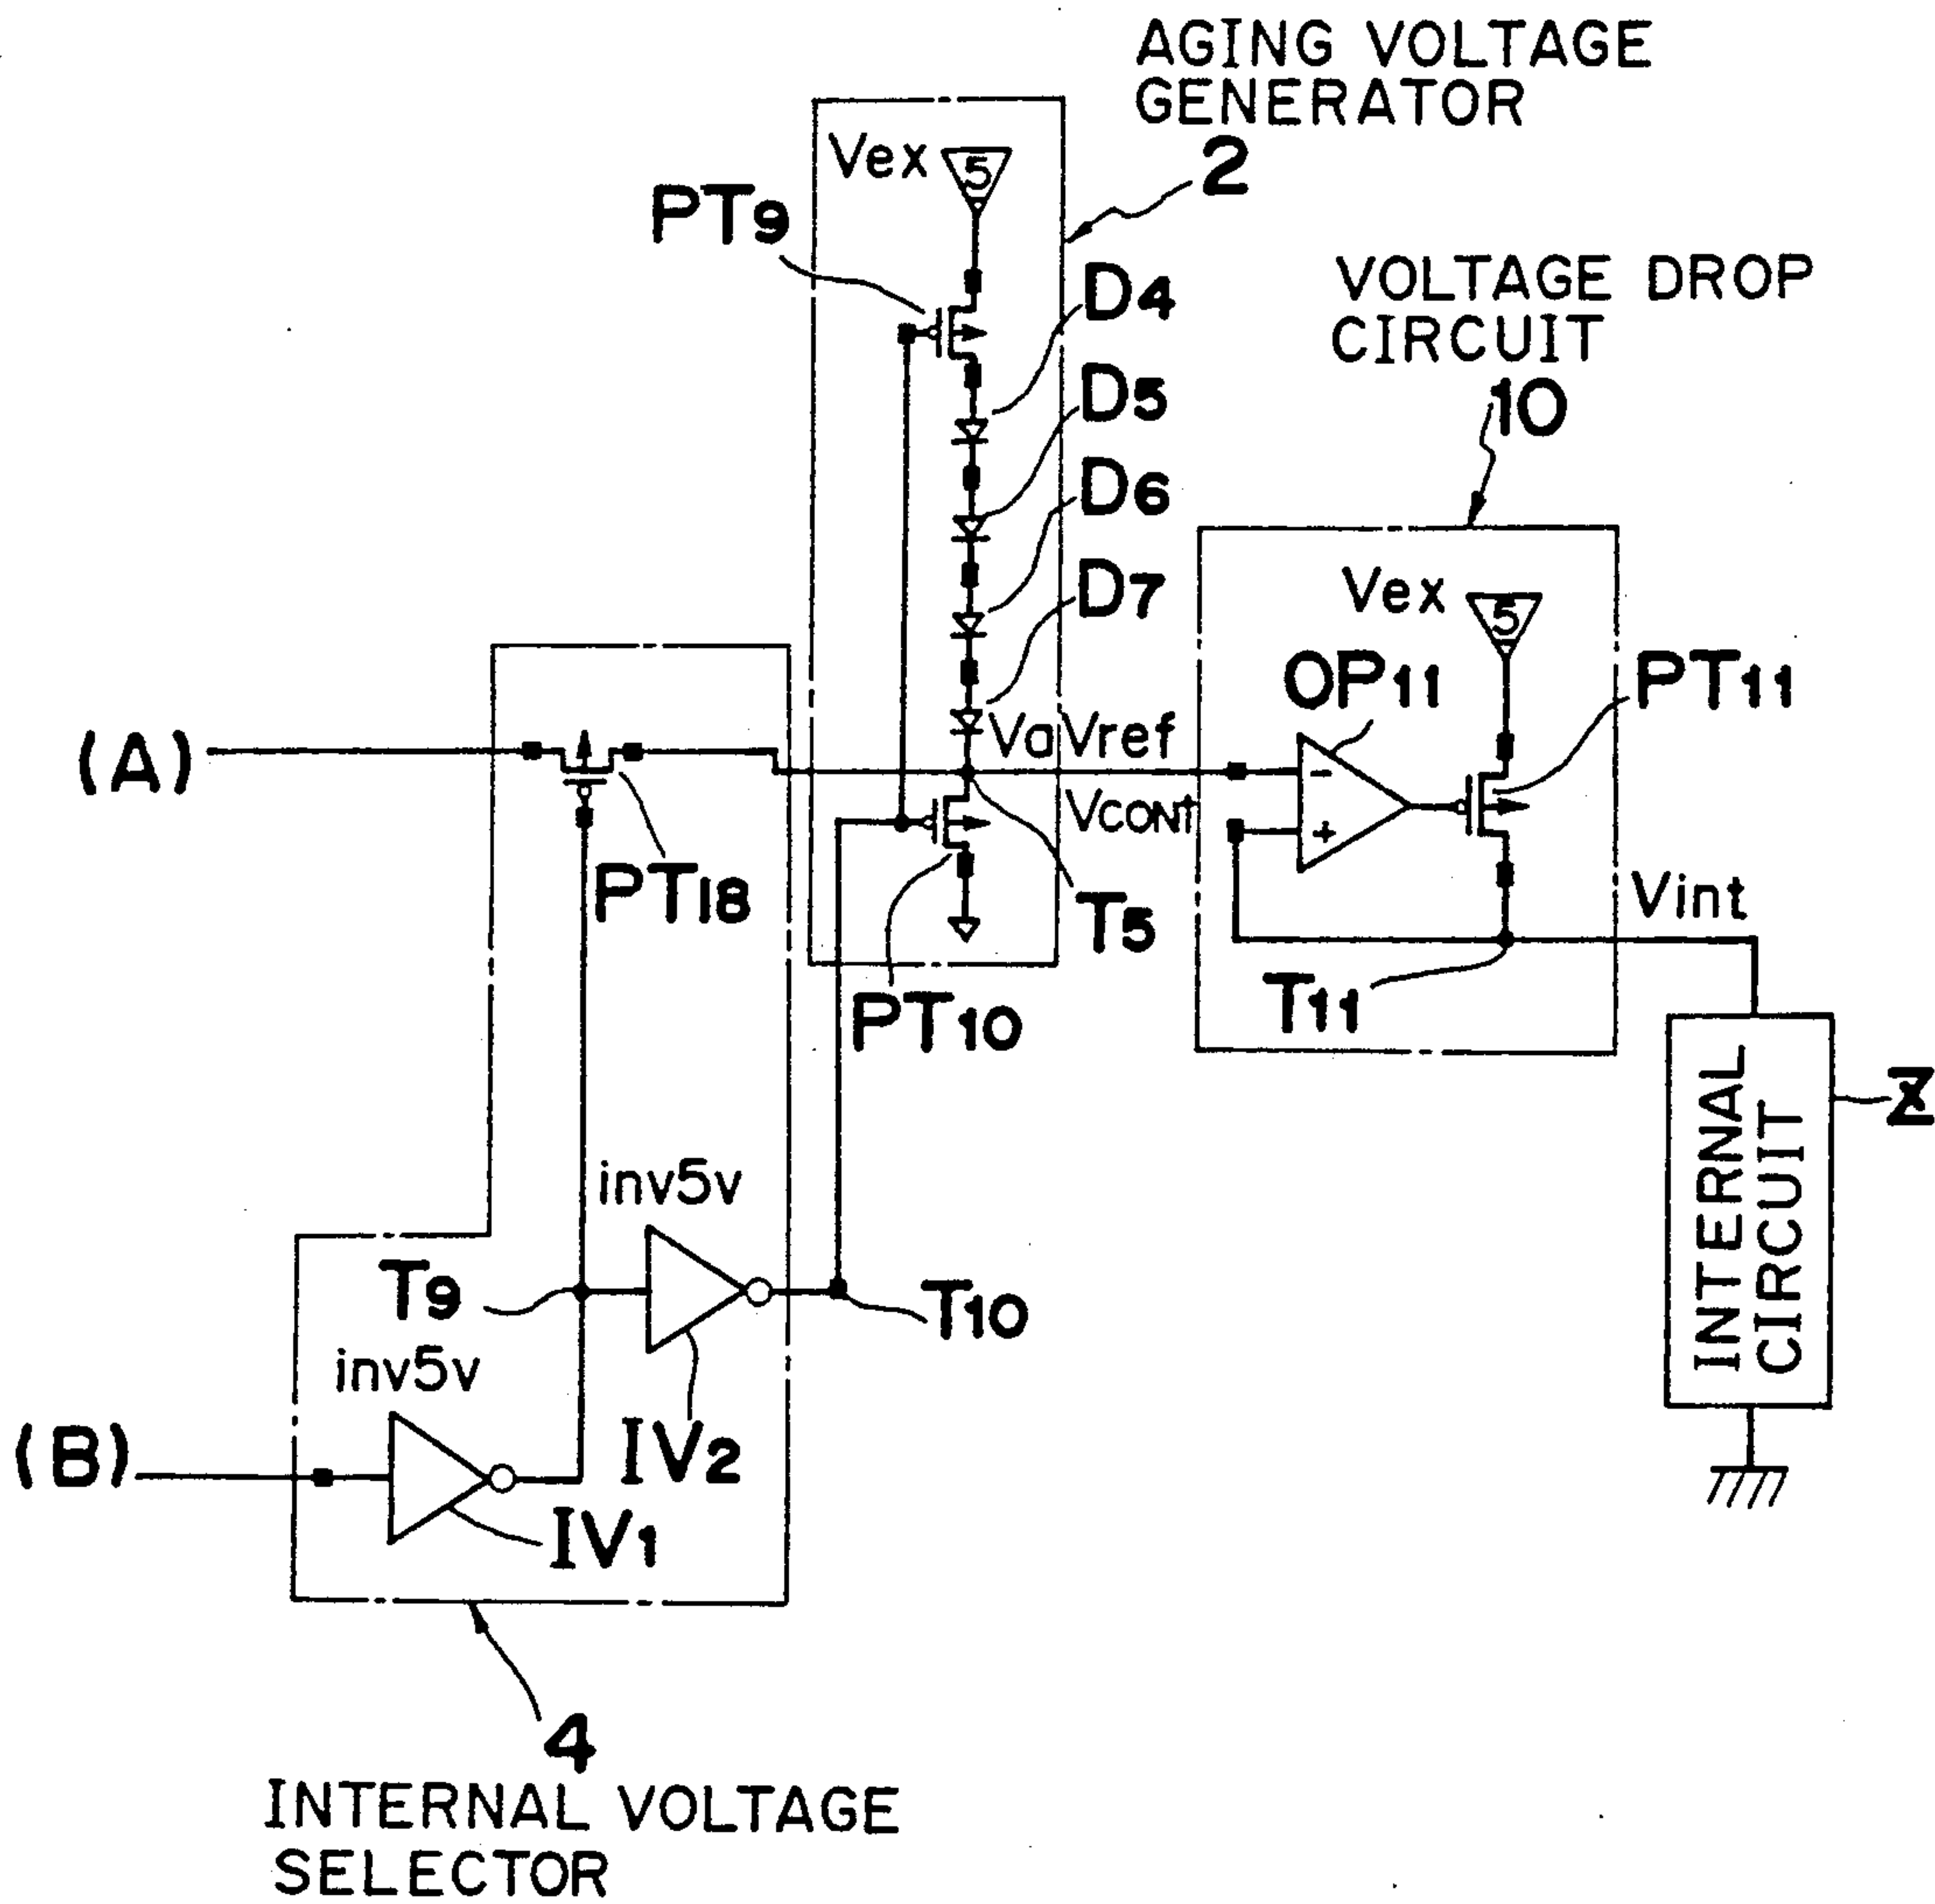 AGING VOLTAGE
GENERATOR
2
Vex
5
PT9
D4
VOLTAGE DROP
CIRCUIT
10
D5
D6
D7
Vex
5
OP11
PT11
(A)
Va Vref
-
+
VCONT
PT18
T5
Vint
T11
PT10
INTERNAL
CIRCUIT
Z
inv5v
T9
T10
inv5v
IV2
(B)
IV1
4
INTERNAL VOLTAGE
SELECTOR